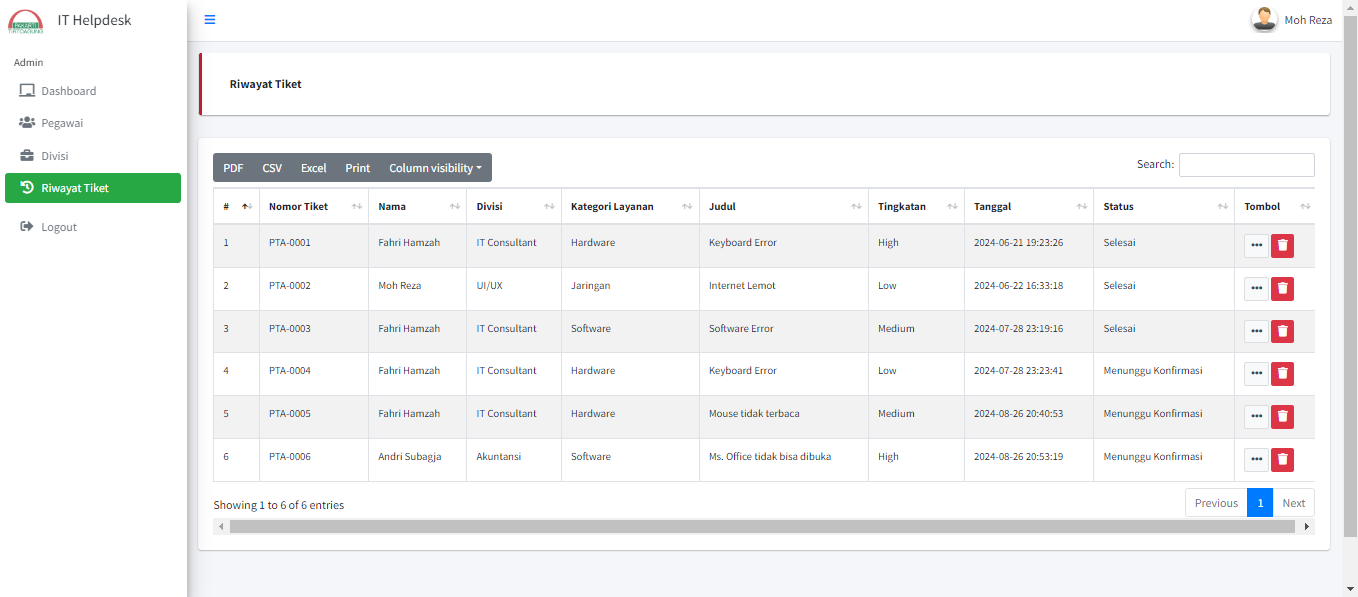 IT Helpdesk
Moh Reza
Admin
Dashboard
Pegawai
Divisi
Riwayat Tiket
Logout
Riwayat Tiket
PDF CSV Excel Print Column visibility
Search:
# Nomor Tiket Nama Divisi Kategori Layanan Judul Tingkatan Tanggal Status Tombol
1 PTA-0001 Fahri Hamzah IT Consultant Hardware Keyboard Error High 2024-06-21 19:23:26 Selesai
2 PTA-0002 Moh Reza UI/UX Jaringan Internet Lemot Low 2024-06-22 16:33:18 Selesai
3 PTA-0003 Fahri Hamzah IT Consultant Software Software Error Medium 2024-07-28 23:19:16 Selesai
4 PTA-0004 Fahri Hamzah IT Consultant Hardware Keyboard Error Low 2024-07-28 23:23:41 Menunggu Konfirmasi
5 PTA-0005 Fahri Hamzah IT Consultant Hardware Mouse tidak terbaca Medium 2024-08-26 20:40:53 Menunggu Konfirmasi
6 PTA-0006 Andri Subagja Akuntansi Software Ms. Office tidak bisa dibuka High 2024-08-26 20:53:19 Menunggu Konfirmasi
Showing 1 to 6 of 6 entries
Previous 1 Next